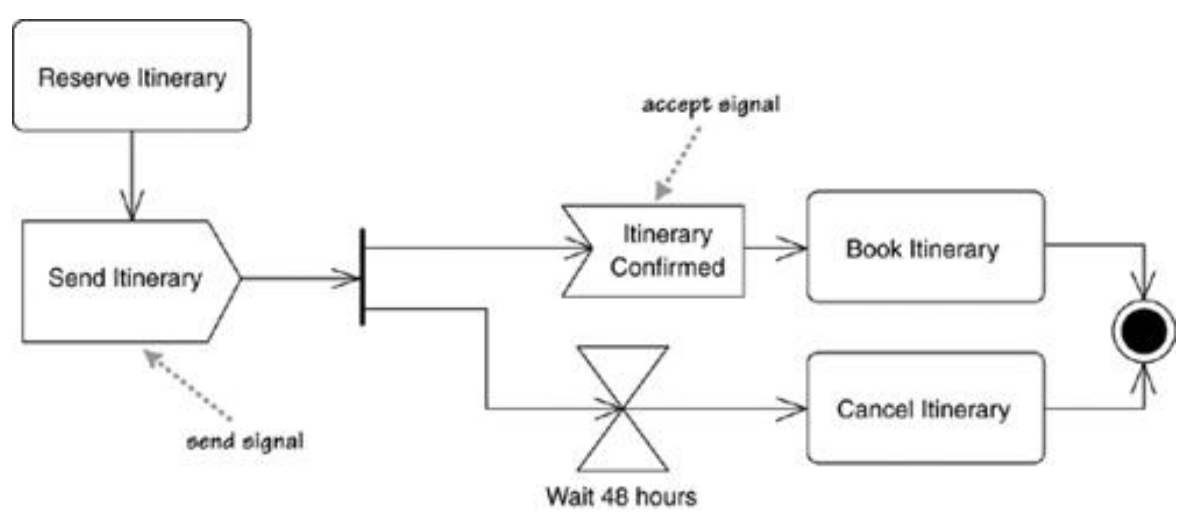 Reserve Itinerary
accept signal
Itinerary
Confirmed
Book Itinerary
Send Itinerary
Cancel Itinerary
send signal
Wait 48 hours